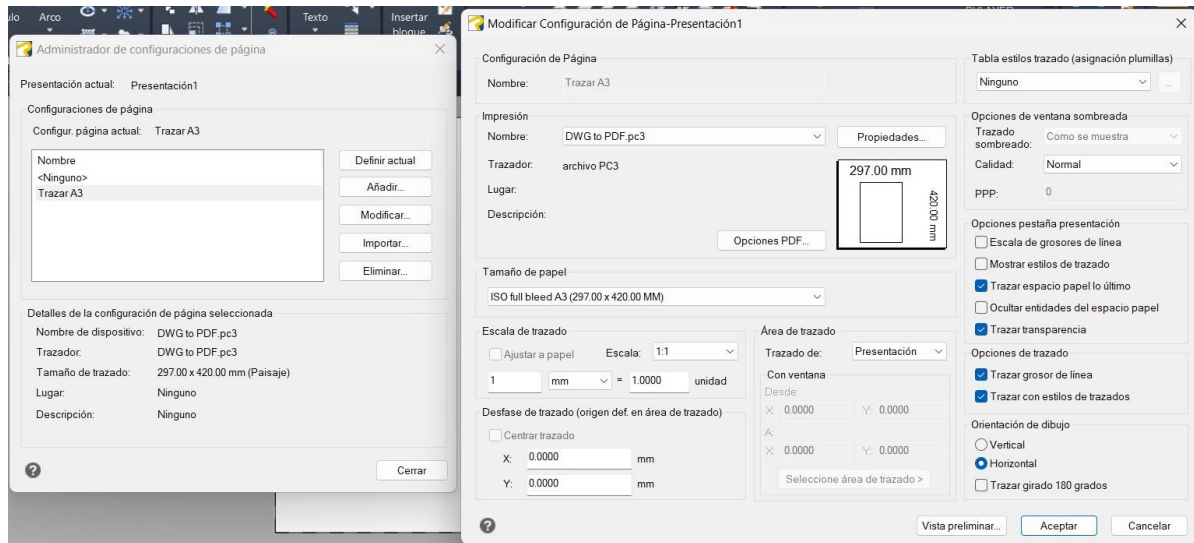 Arco
Texto
Insertar
bloque
Administrador de configuraciones de página
Presentación actual: Presentación1
Configuraciones de página
Configur. página actual: Trazar A3
Nombre
<Ninguno>
Trazar A3
Definir actual
Añadir...
Modificar...
Importar...
Eliminar...
Detalles de la configuración de página seleccionada
Nombre de dispositivo: DWG to PDF.pc3
Trazador: DWG to PDF.pc3
Tamaño de trazado: 297.00 x 420.00 mm (Paisaje)
Lugar: Ninguno
Descripción: Ninguno
Cerrar
Modificar Configuración de Página-Presentación1
Configuración de Página
Nombre: Trazar A3
Impresión
Nombre: DWG to PDF.pc3 Propiedades...
Trazador: archivo PC3
Lugar:
Descripción:
297.00 mm
420.00 mm
Opciones PDF...
Tamaño de papel
ISO full bleed A3 (297.00 x 420.00 MM)
Escala de trazado
Ajustar a papel Escala: 1:1
1 mm = 1.0000 unidad
Desfase de trazado (origen def. en área de trazado)
Centrar trazado
X: 0.0000 mm
Y: 0.0000 mm
Área de trazado
Trazado de: Presentación
Con ventana
Desde:
X: 0.0000 Y: 0.0000
A:
X: 0.0000 Y: 0.0000
Seleccione área de trazado >
Tabla estilos trazado (asignación plumillas)
Ninguno ...
Opciones de ventana sombreada
Trazado
sombreado: Como se muestra
Calidad: Normal
PPP: 0
Opciones pestaña presentación
Escala de grosores de línea
Mostrar estilos de trazado
Trazar espacio papel lo último
Ocultar entidades del espacio papel
Trazar transparencia
Opciones de trazado
Trazar grosor de línea
Trazar con estilos de trazados
Orientación de dibujo
Vertical
Horizontal
Trazar girado 180 grados
Vista preliminar... Aceptar Cancelar